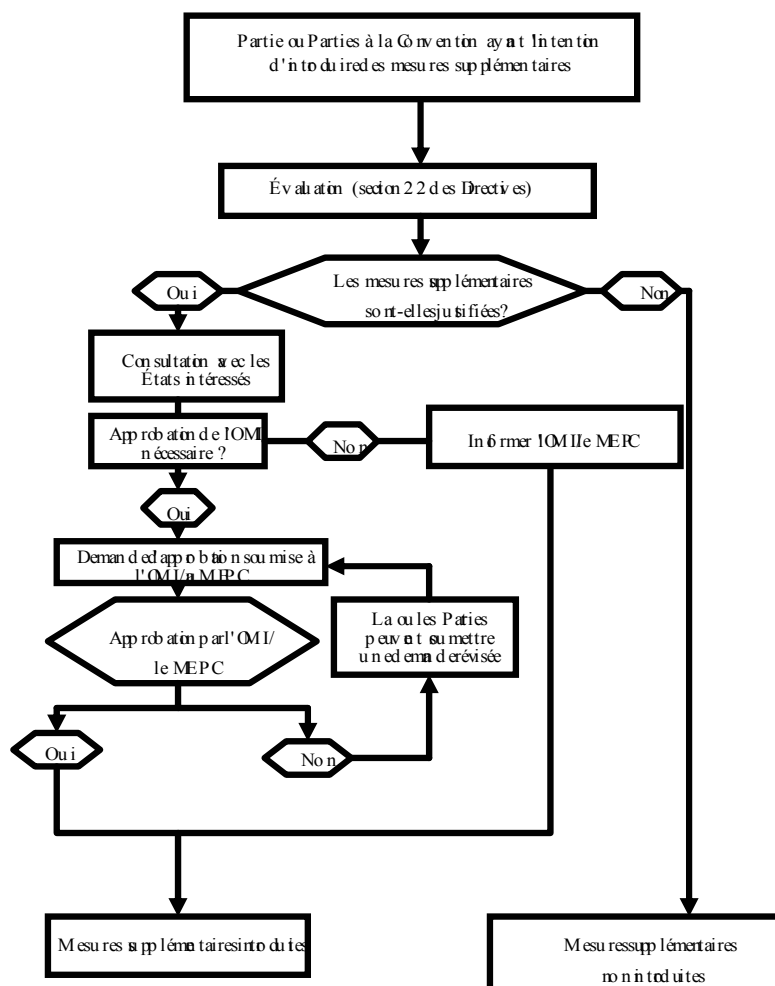 Partie ou Parties à la Convention ayant l'intention
d'introduire des mesures supplémentaires
Évaluation (section 2.2 des Directives)
Les mesures supplémentaires
sont-elles justifiées?
Oui
Non
Consultation avec les
États intéressés
Approbation de l'OMI
nécessaire ?
Non
Informer l'OMI/le MEPC
Oui
Demande d'approbation soumise à
l'OMI/au MEPC
La ou les Parties
peuvent soumettre
une demande révisée
Approbation par l'OMI/
le MEPC
Oui
Non
Mesures supplémentaires introduites
Mesures supplémentaires
non introduites